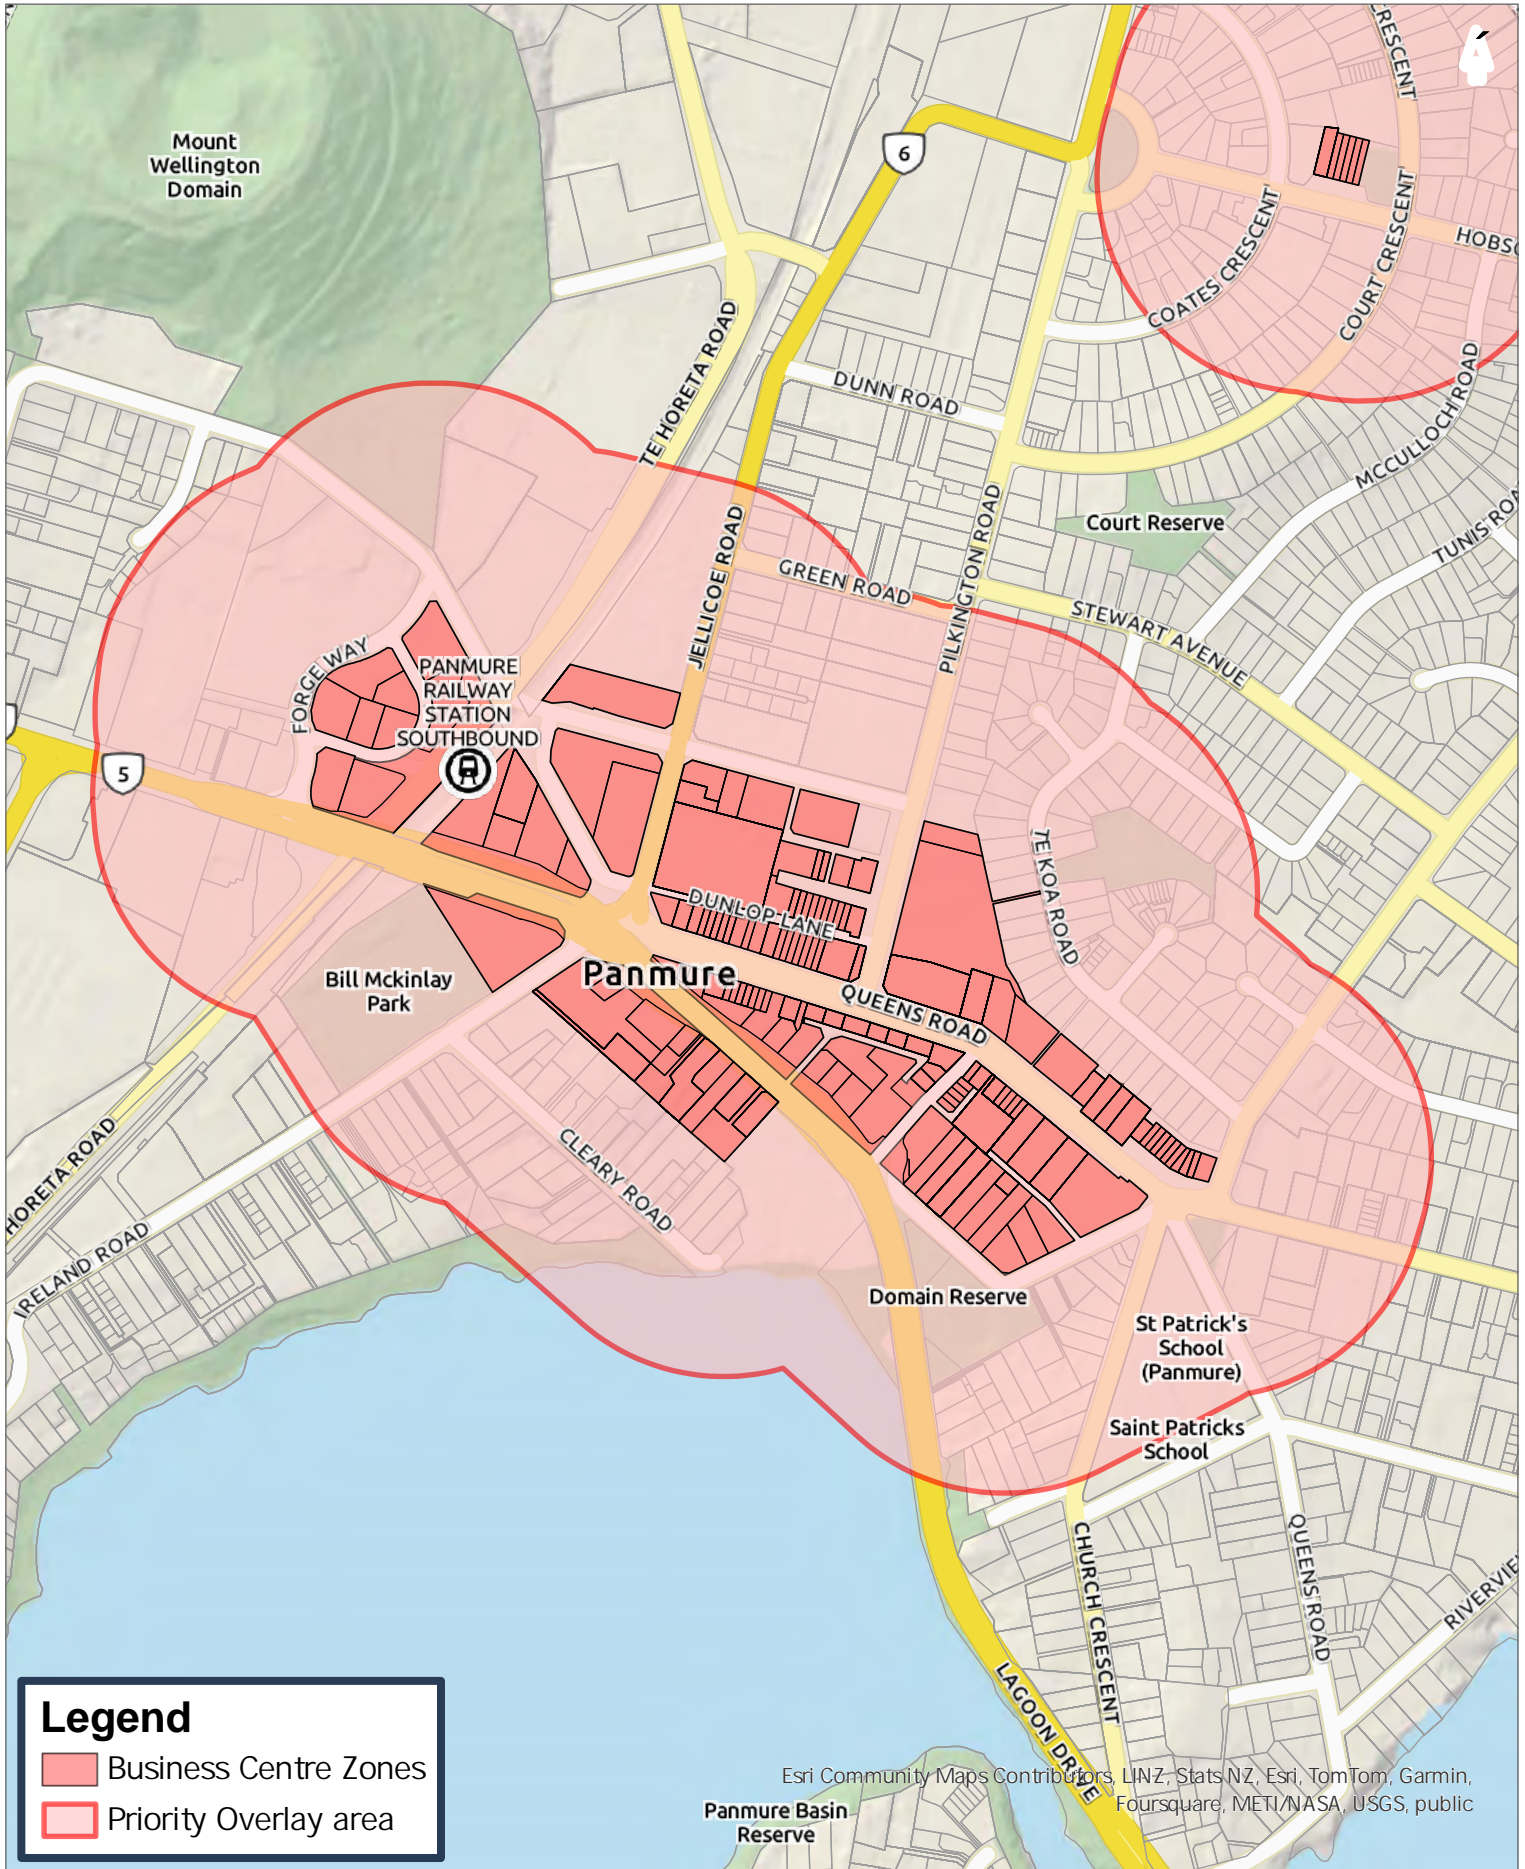 CRESCENT
Mount
Wellington
Domain
6
COATES CRESCENT
COURT CRESCENT
HOBSO
TE HORETA ROAD
DUNN ROAD
MCCULLOCH ROAD
TUNIS ROA
Court Reserve
JELLICOE ROAD
GREEN ROAD
PILKINGTON ROAD
STEWART AVENUE
FORGE WAY
PANMURE
RAILWAY
STATION
SOUTHBOUND
5
TE KOA ROAD
DUNLOP LANE
Panmure
Bill Mckinlay
Park
QUEENS ROAD
HORETA ROAD
CLEARY ROAD
IRELAND ROAD
Domain Reserve
St Patrick's
School
(Panmure)
Saint Patricks
School
CHURCH CRESCENT
QUEENS ROAD
RIVERVIE
LAGOON DRIVE
Legend
Business Centre Zones
Priority Overlay area
Panmure Basin
Reserve
Esri Community Maps Contributors, LINZ, Stats NZ, Esri, TomTom, Garmin,
Foursquare, METI/NASA, USGS, public